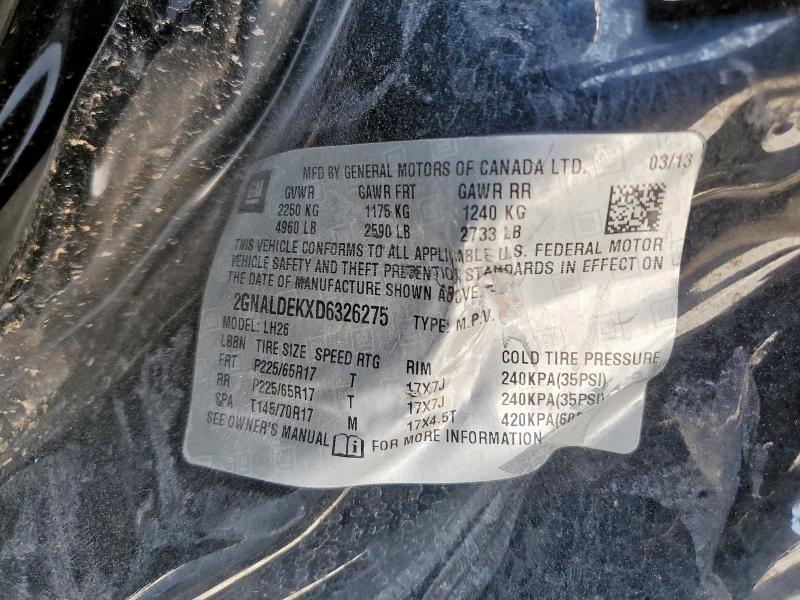 GM
MFD BY GENERAL MOTORS OF CANADA LTD. 03/13
GVWR GAWR FRT GAWR RR
2250 KG 1175 KG 1240 KG
4960 LB 2590 LB 2733 LB
THIS VEHICLE CONFORMS TO ALL APPLICABLE U.S. FEDERAL MOTOR
VEHICLE SAFETY AND THEFT PREVENTION STANDARDS IN EFFECT ON
THE DATE OF MANUFACTURE SHOWN ABOVE.
2GNALDEKXD6326275 TYPE: M.P.V.
MODEL: LH26
LBBN TIRE SIZE SPEED RTG RIM COLD TIRE PRESSURE
FRT P225/65R17 T 17X7J 240KPA(35PSI)
RR P225/65R17 T 17X7J 240KPA(35PSI)
SPA T145/70R17 M 17X4.5T 420KPA(60
SEE OWNER'S MANUAL FOR MORE INFORMATION